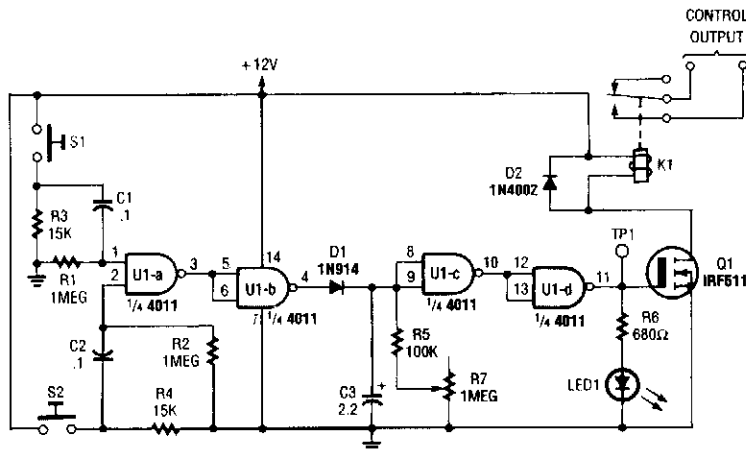 CONTROL
OUTPUT
+12V
S1
C1
.1
R3
15K
R1
1MEG
1
2
U1-a
3
1/4 4011
5
6
14
U1-b
4
7
1/4 4011
D1
1N914
8
9
U1-c
10
1/4 4011
12
13
U1-d
11
1/4 4011
D2
1N4002
K1
TP1
Q1
IRF511
R6
680Ω
LED1
C2
.1
R2
1MEG
R4
15K
S2
C3
2.2
+
R5
100K
R7
1MEG